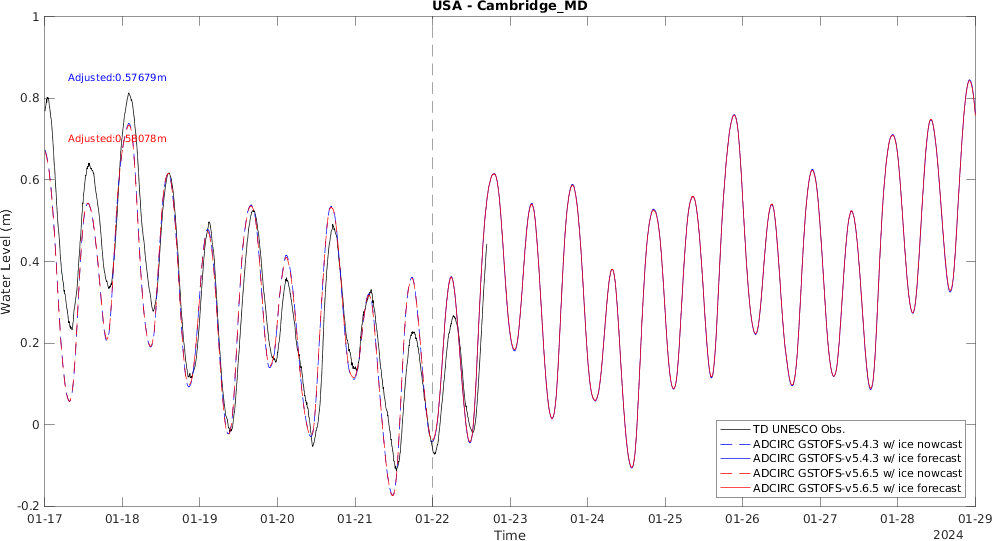 USA - Cambridge_MD
1
0.8
0.6
0.4
0.2
0
-0.2
Water Level (m)
Adjusted:0.57679m
Adjusted:0.58078m
TD UNESCO Obs.
ADCIRC GSTOFS-v5.4.3 w/ ice nowcast
ADCIRC GSTOFS-v5.4.3 w/ ice forecast
ADCIRC GSTOFS-v5.6.5 w/ ice nowcast
ADCIRC GSTOFS-v5.6.5 w/ ice forecast
01-17 01-18 01-19 01-20 01-21 01-22 01-23 01-24 01-25 01-26 01-27 01-28 01-29
Time
2024